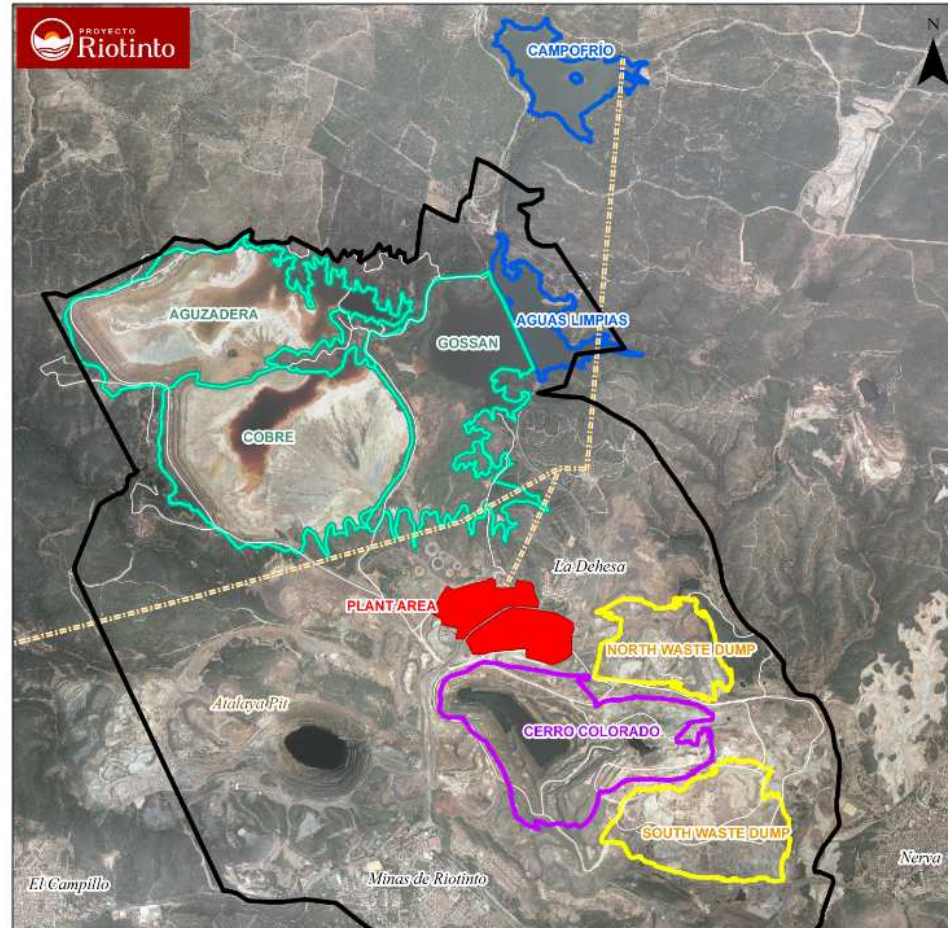 PROYECTO
Riotinto
CAMPOFRÍO
N
AGUZADERA
AGUAS LIMPIAS
GOSSAN
COBRE
La Dehesa
PLANT AREA
NORTH WASTE DUMP
Atalaya Pit
CERRO COLORADO
SOUTH WASTE DUMP
Nerva
El Campillo
Minas de Riotinto